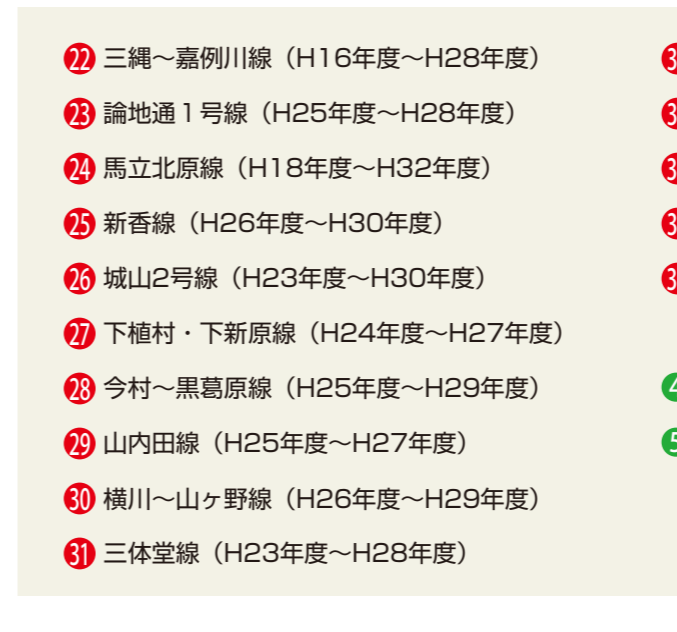 22 三縄～嘉例川線（H16年度～H28年度）
23 論地通１号線（H25年度～H28年度）
24 馬立北原線（H18年度～H32年度）
25 新香線（H26年度～H30年度）
26 城山2号線（H23年度～H30年度）
27 下植村・下新原線（H24年度～H27年度）
28 今村～黒葛原線（H25年度～H29年度）
29 山内田線（H25年度～H27年度）
30 横川～山ヶ野線（H26年度～H29年度）
31 三体堂線（H23年度～H28年度）